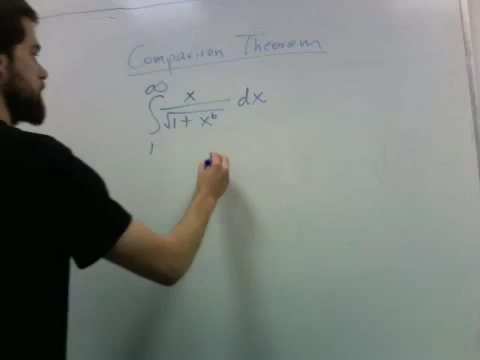 Comparison Theorem
∫₁^∞ x/√(1+x⁶) dx